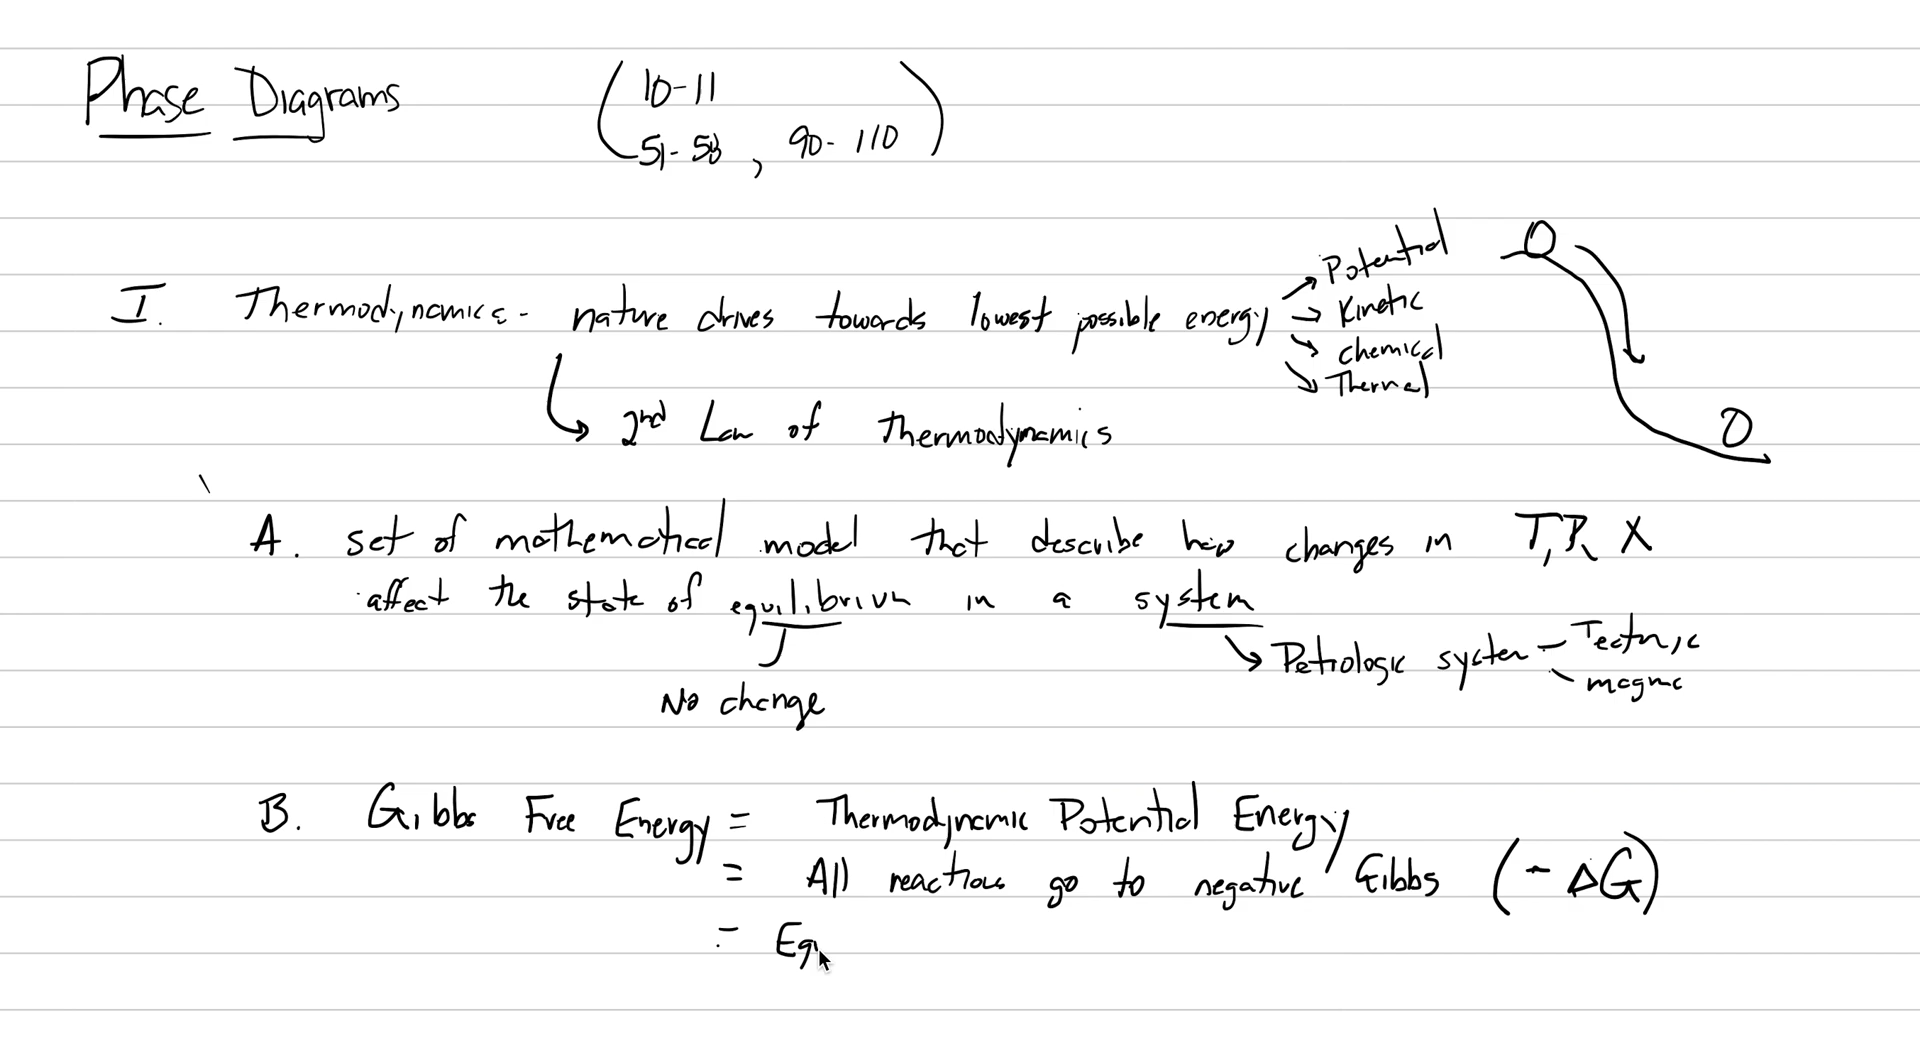 Phase Diagrams
(10-11
51-58, 90-110)
I. Thermodynamics - nature drives towards lowest possible energy
→ Potential
→ Kinetic
→ chemical
→ Thermal
→ 2nd Law of thermodynamics
A. set of mathematical model that describe how changes in T, P, X
affect the state of equilibrium in a system
→ Petrologic system - Tectonic
- magma
No change
B. Gibbs Free Energy = Thermodynamic Potential Energy
= All reactions go to negative Gibbs (- ΔG)
= Equ